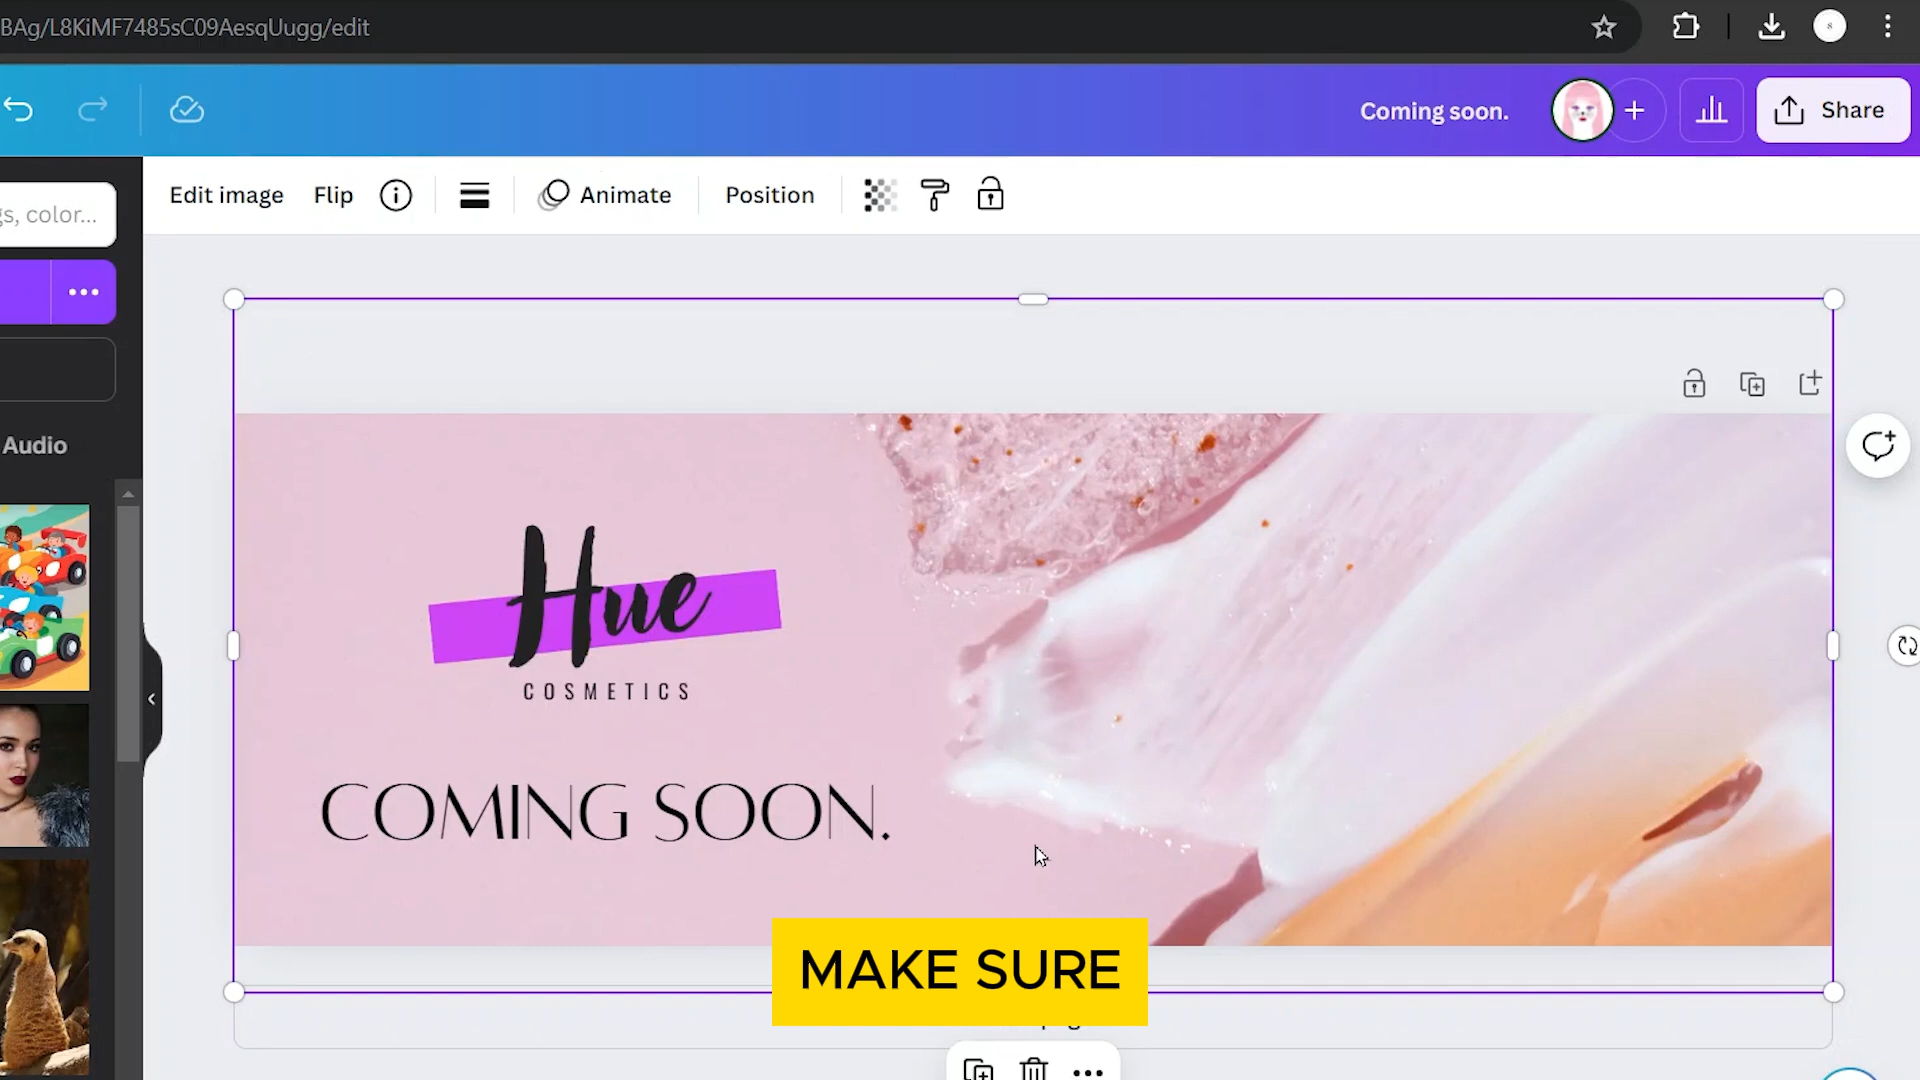 BAg/L8KiMF7485sC09AesqUugg/edit
Coming soon.
Share
Edit image
Flip
Animate
Position
gs, color...
Audio
Hue
COSMETICS
COMING SOON.
MAKE SURE